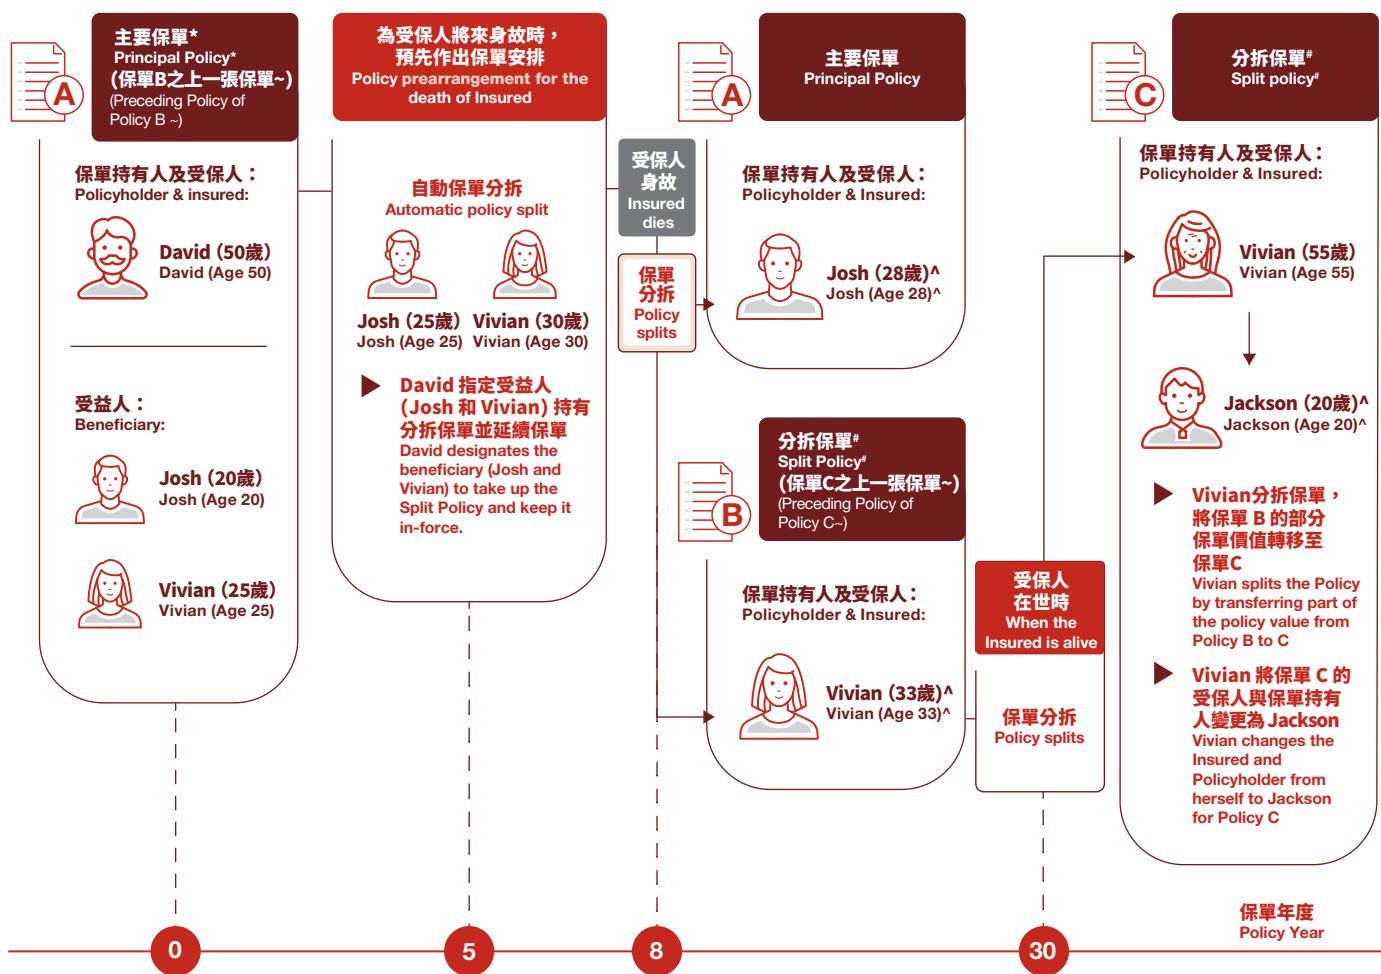 A
主要保單*
Principal Policy*
(保單B之上一張保單~)
(Preceding Policy of
Policy B ~)
保單持有人及受保人：
Policyholder & insured:
David (50歲)
David (Age 50)
受益人：
Beneficiary:
Josh (20歲)
Josh (Age 20)
Vivian (25歲)
Vivian (Age 25)
為受保人將來身故時，
預先作出保單安排
Policy prearrangement for the
death of Insured
自動保單分拆
Automatic policy split
Josh (25歲)
Josh (Age 25)
Vivian (30歲)
Vivian (Age 30)
David 指定受益人
(Josh 和 Vivian) 持有
分拆保單並延續保單
David designates the
beneficiary (Josh and
Vivian) to take up the
Split Policy and keep it
in-force.
受保人
身故
Insured
dies
保單
分拆
Policy
splits
A
主要保單
Principal Policy
保單持有人及受保人：
Policyholder & Insured:
Josh (28歲)^
Josh (Age 28)^
B
分拆保單#
Split Policy#
(保單C之上一張保單~)
(Preceding Policy of
Policy C~)
保單持有人及受保人：
Policyholder & Insured:
Vivian (33歲)^
Vivian (Age 33)^
受保人
在世時
When the
Insured is alive
保單分拆
Policy splits
C
分拆保單#
Split policy#
保單持有人及受保人：
Policyholder & Insured:
Vivian (55歲)
Vivian (Age 55)
Jackson (20歲)^
Jackson (Age 20)^
Vivian分拆保單，
將保單 B 的部分
保單價值轉移至
保單C
Vivian splits the Policy
by transferring part of
the policy value from
Policy B to C
Vivian 將保單 C 的
受保人與保單持有
人變更為 Jackson
Vivian changes the
Insured and
Policyholder from
herself to Jackson
for Policy C
保單年度
Policy Year
0
5
8
30